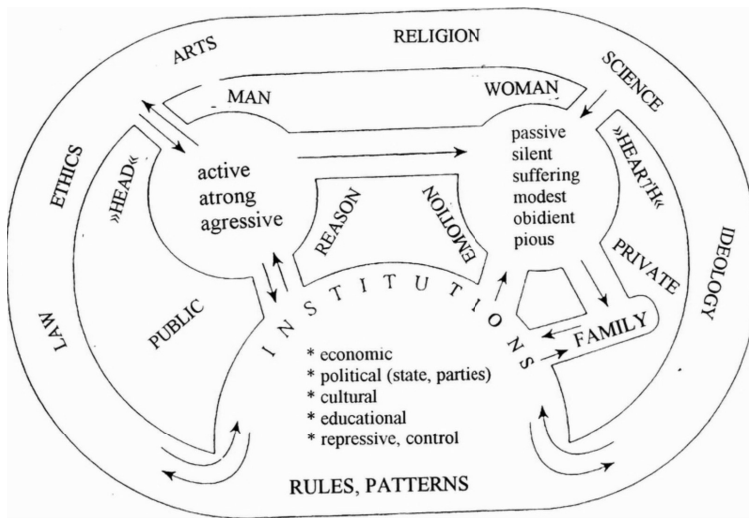 ARTS
RELIGION
SCIENCE
MAN
WOMAN
ETHICS
»HEAD«
active
atrong
agressive
passive
silent
suffering
modest
obidient
pious
»HEARTH«
REASON
EMOTION
IDEOLOGY
LAW
PUBLIC
PRIVATE
INSTITUTIONS
FAMILY
* economic
* political (state, parties)
* cultural
* educational
* repressive, control
RULES, PATTERNS